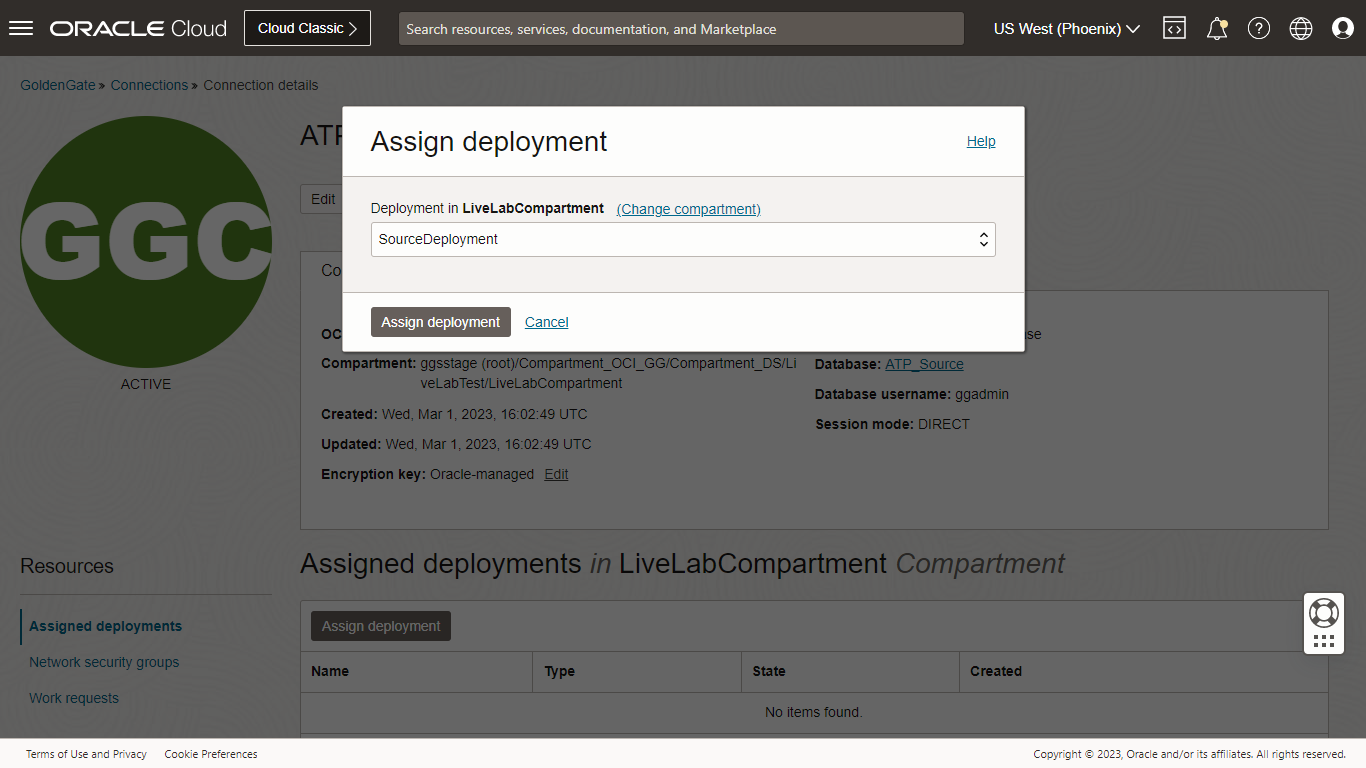 ORACLE Cloud
Cloud Classic
Search resources, services, documentation, and Marketplace
US West (Phoenix)
GoldenGate » Connections » Connection details
GGC
ACTIVE
ATP
Edit
Assign deployment
Help
Deployment in LiveLabCompartment (Change compartment)
SourceDeployment
Assign deployment
Cancel
Co
OC
Compartment: ggsstage (root)/Compartment_OCI_GG/Compartment_DS/Li
veLabTest/LiveLabCompartment
Created: Wed, Mar 1, 2023, 16:02:49 UTC
Updated: Wed, Mar 1, 2023, 16:02:49 UTC
Encryption key: Oracle-managed Edit
se
Database: ATP_Source
Database username: ggadmin
Session mode: DIRECT
Resources
Assigned deployments
Network security groups
Work requests
Assigned deployments in LiveLabCompartment Compartment
Assign deployment
Name Type State Created
No items found.
Terms of Use and Privacy Cookie Preferences
Copyright © 2023, Oracle and/or its affiliates. All rights reserved.